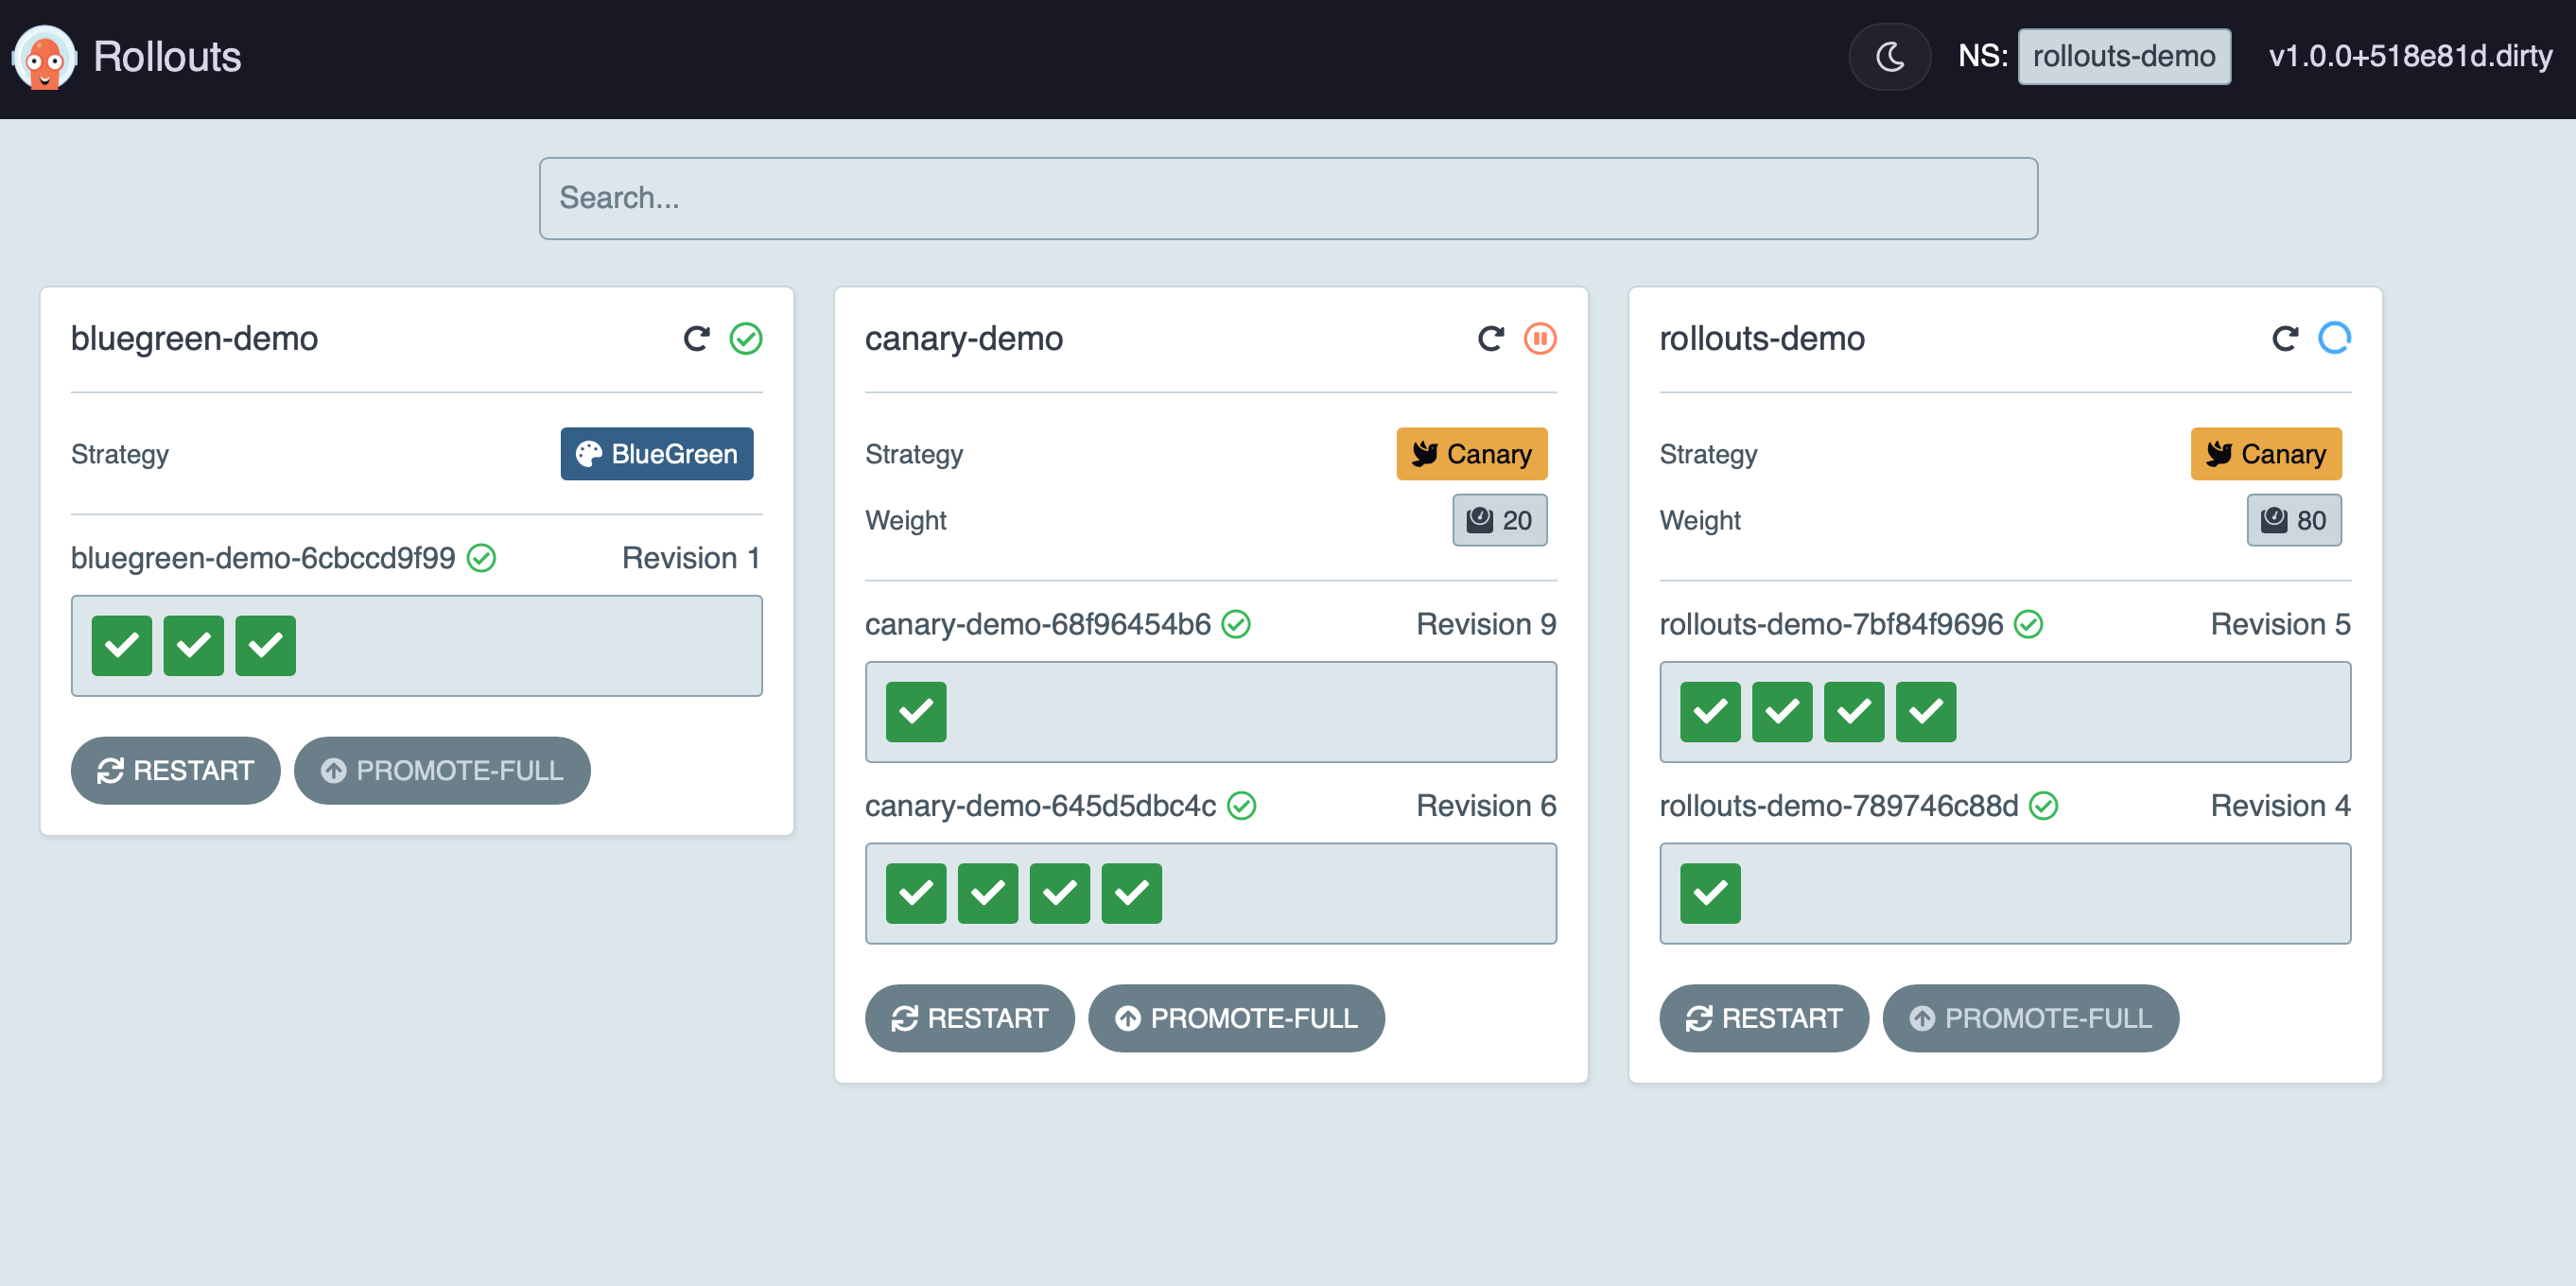 Rollouts
NS: rollouts-demo v1.0.0+518e81d.dirty
Search...
bluegreen-demo
Strategy BlueGreen
bluegreen-demo-6cbccd9f99 Revision 1
RESTART PROMOTE-FULL
canary-demo
Strategy Canary
Weight 20
canary-demo-68f96454b6 Revision 9
canary-demo-645d5dbc4c Revision 6
RESTART PROMOTE-FULL
rollouts-demo
Strategy Canary
Weight 80
rollouts-demo-7bf84f9696 Revision 5
rollouts-demo-789746c88d Revision 4
RESTART PROMOTE-FULL